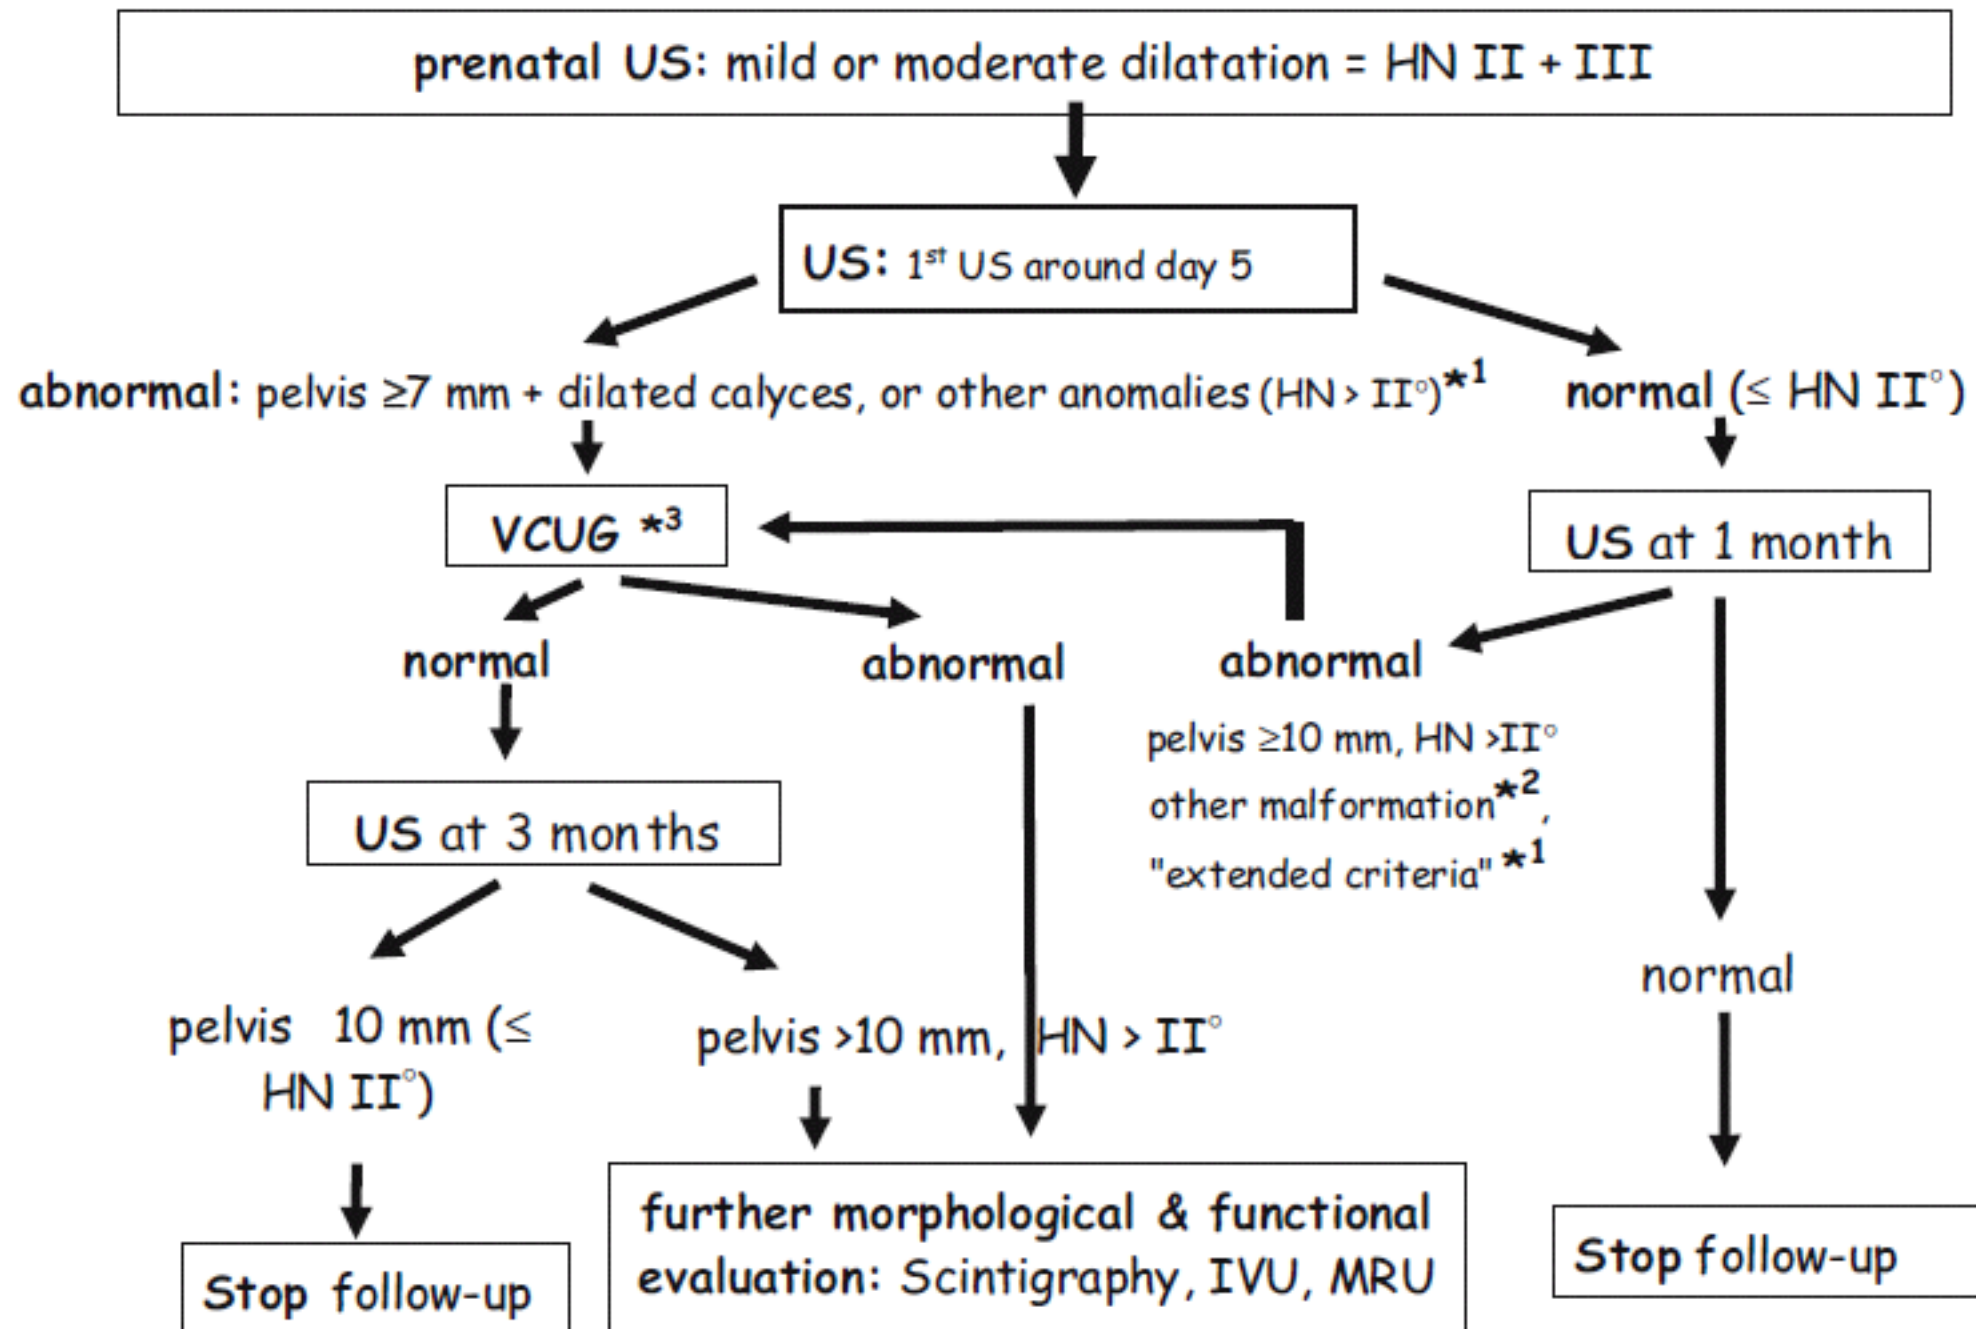 prenatal US: mild or moderate dilatation = HN II + III
US: 1st US around day 5
abnormal: pelvis ≥7 mm + dilated calyces, or other anomalies (HN > II°)*1
normal (≤ HN II°)
VCUG *3
US at 1 month
normal
abnormal
abnormal
pelvis ≥10 mm, HN >II°
other malformation*2,
"extended criteria" *1
US at 3 months
normal
pelvis 10 mm (≤
HN II°)
pelvis >10 mm, HN > II°
Stop follow-up
further morphological & functional
evaluation: Scintigraphy, IVU, MRU
Stop follow-up